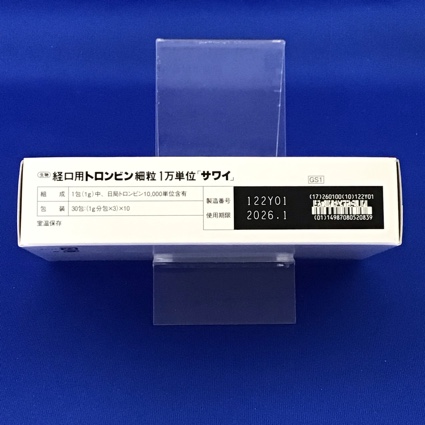 生物 経口用トロンビン細粒1万単位「サワイ」
組 成 1包(1g)中、日局トロンビン10,000単位含有
包 装 30包(1g分包×3)×10
室温保存
製造番号 122Y01
使用期限 2026.1
GS1
(17)260100(10)122Y01
(01)14987080520839